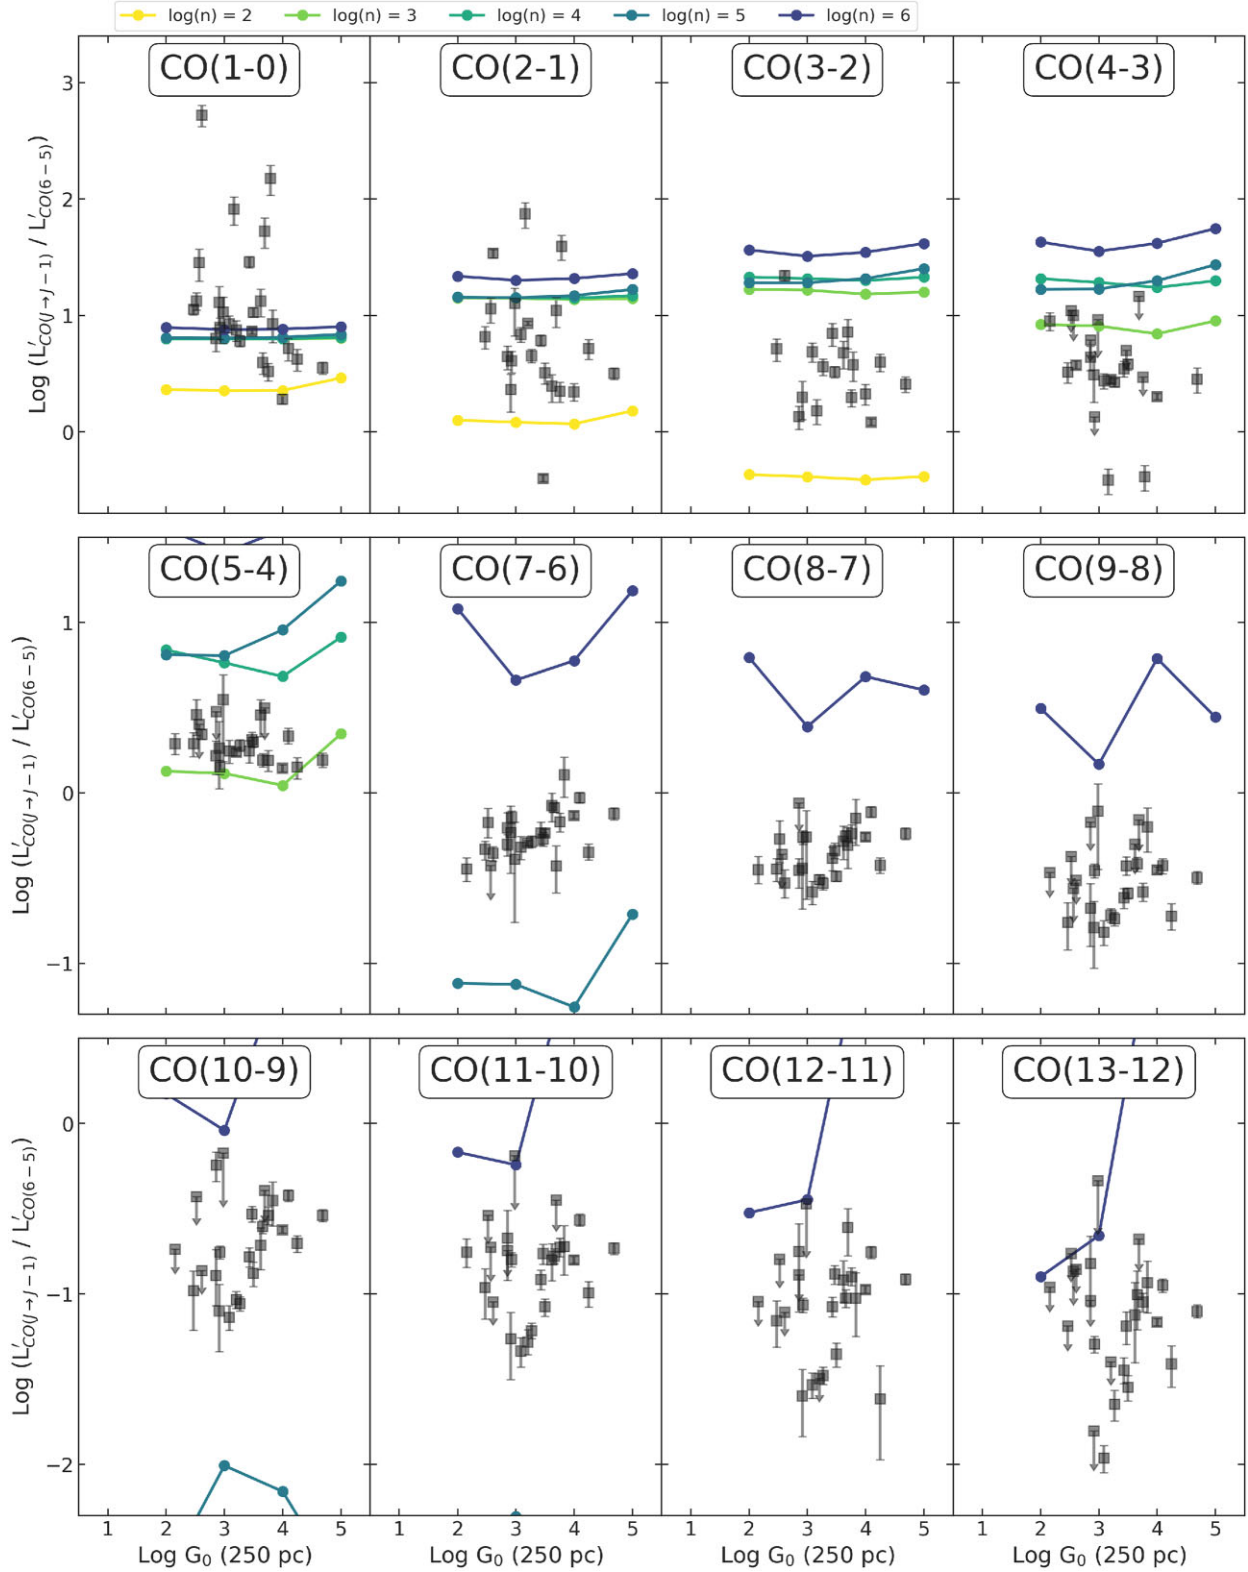 log(n) = 2 log(n) = 3 log(n) = 4 log(n) = 5 log(n) = 6
CO(1-0) CO(2-1) CO(3-2) CO(4-3)
3
2
1
0
Log (L′CO(J→J−1) / L′CO(6−5))
CO(5-4) CO(7-6) CO(8-7) CO(9-8)
1
0
−1
Log (L′CO(J→J−1) / L′CO(6−5))
CO(10-9) CO(11-10) CO(12-11) CO(13-12)
0
−1
−2
Log (L′CO(J→J−1) / L′CO(6−5))
1 2 3 4 5 1 2 3 4 5 1 2 3 4 5 1 2 3 4 5
Log G₀ (250 pc) Log G₀ (250 pc) Log G₀ (250 pc) Log G₀ (250 pc)